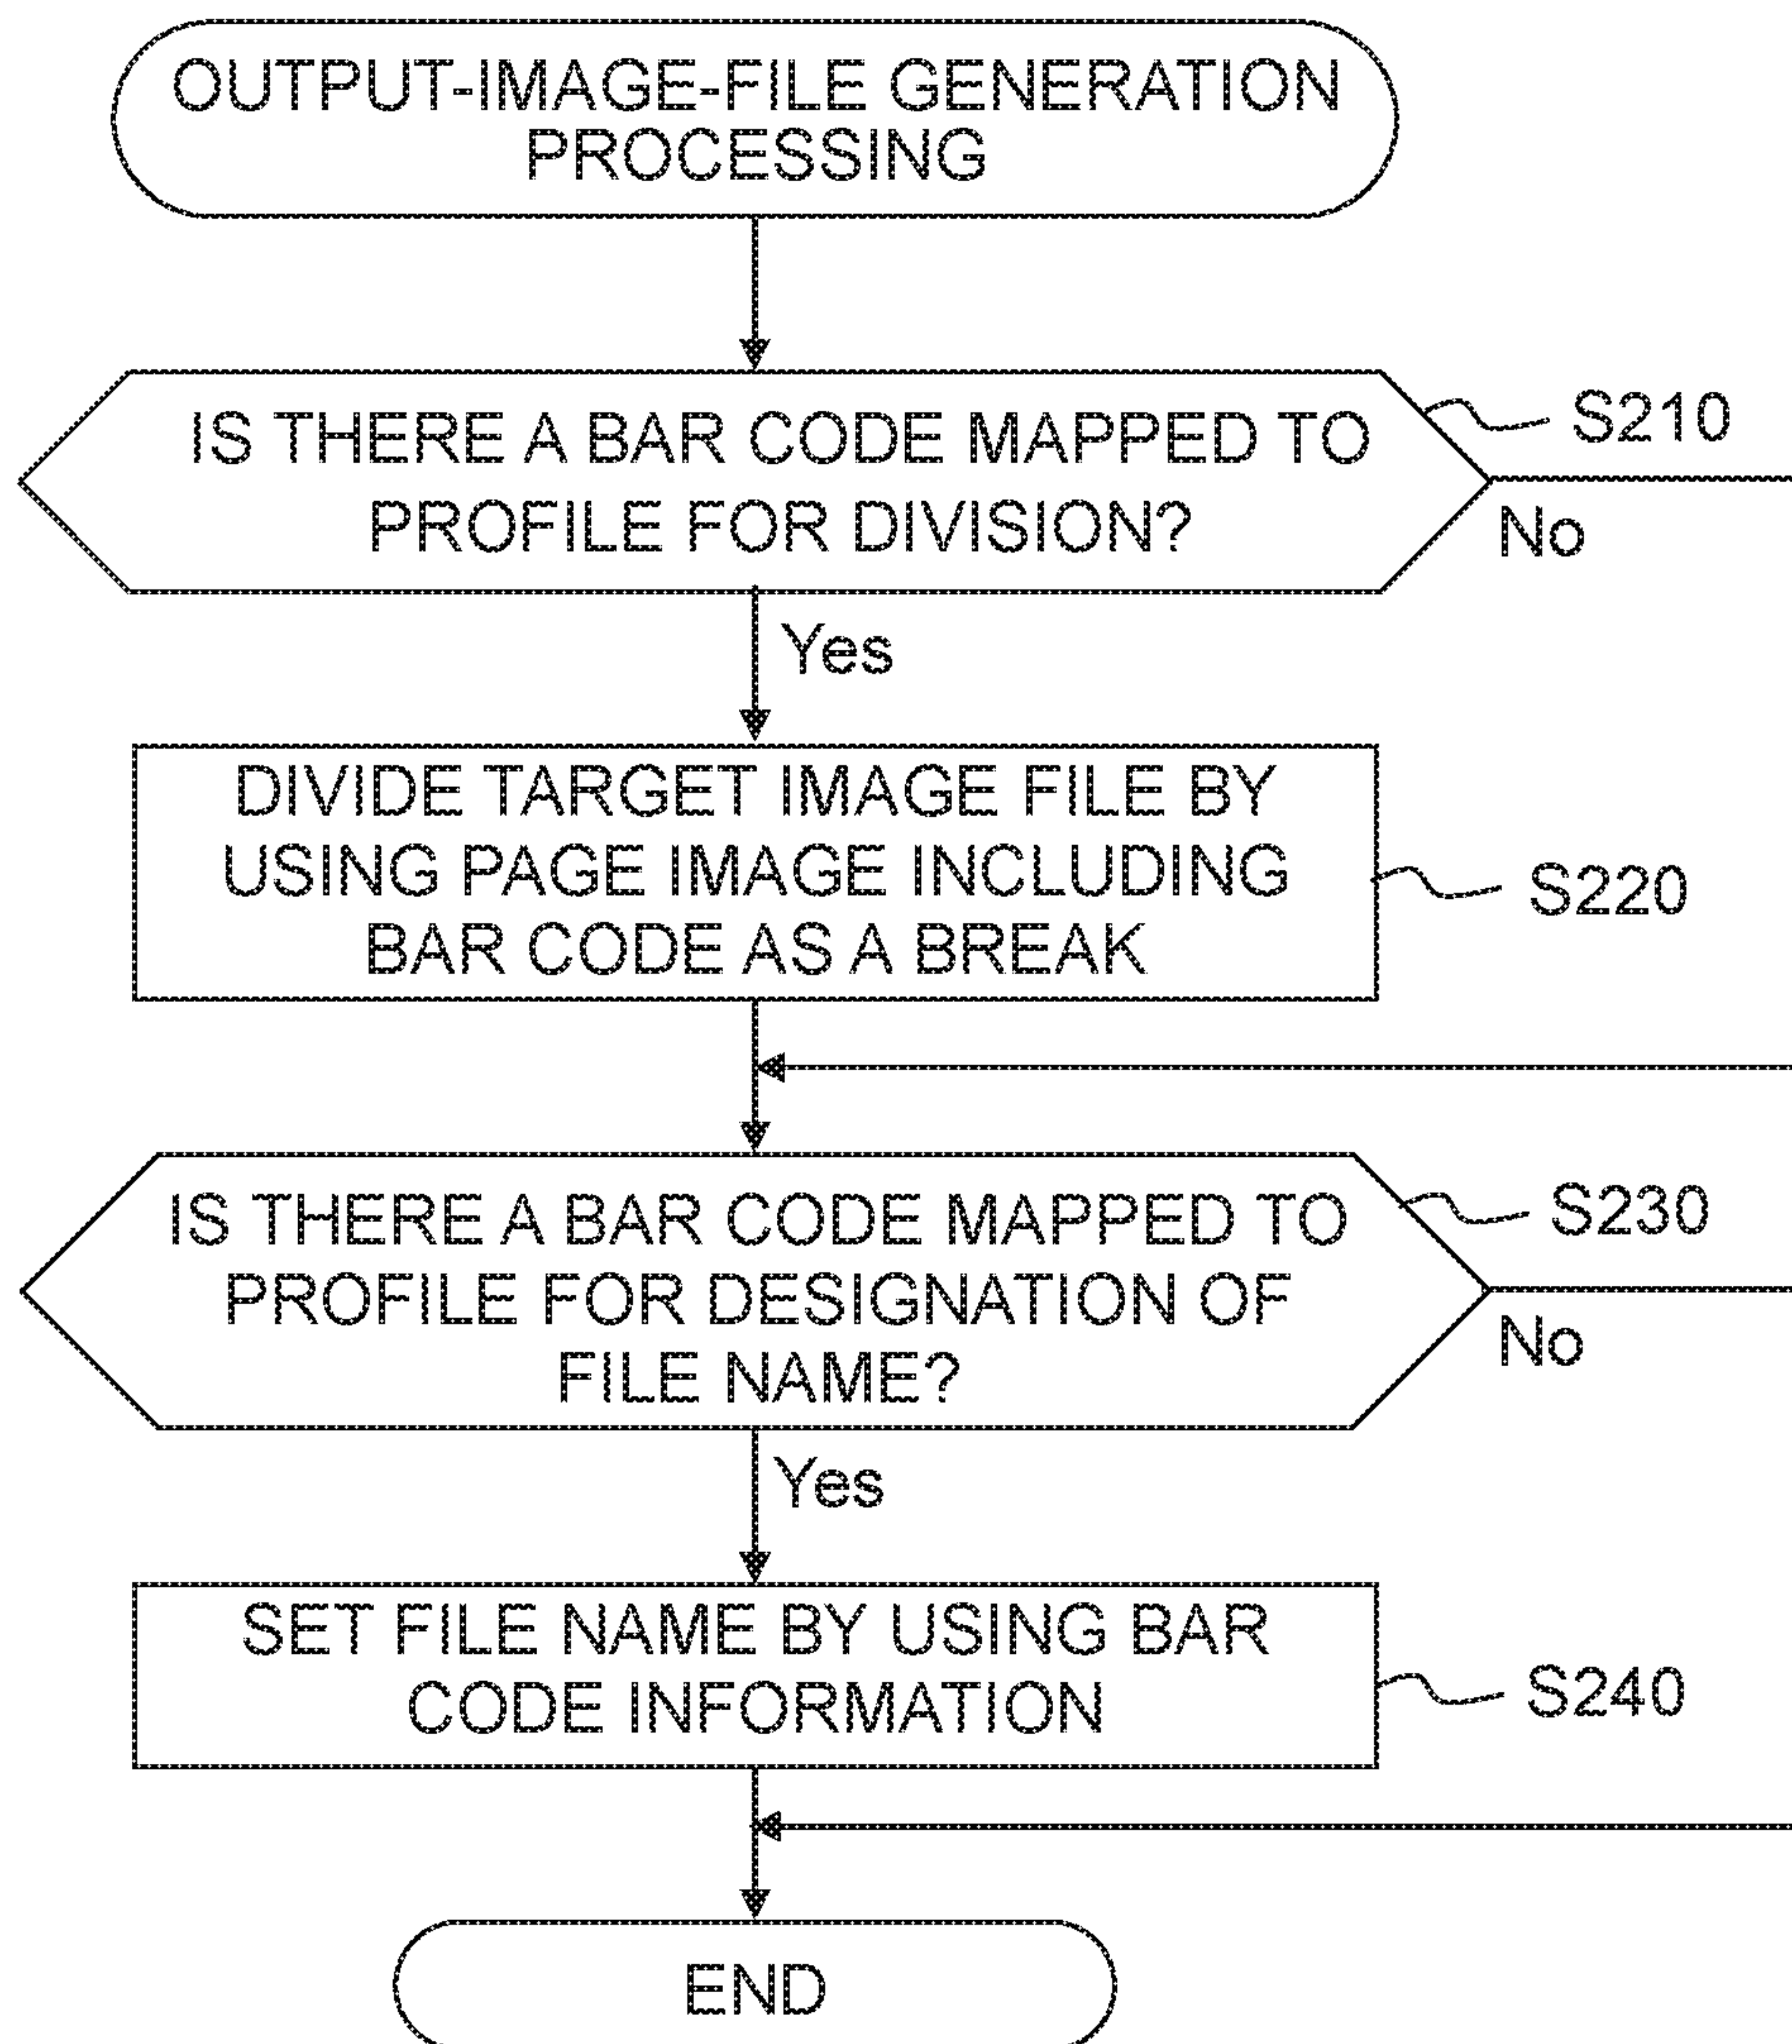 OUTPUT-IMAGE-FILE GENERATION
PROCESSING
IS THERE A BAR CODE MAPPED TO
PROFILE FOR DIVISION?
S210
No
Yes
DIVIDE TARGET IMAGE FILE BY
USING PAGE IMAGE INCLUDING
BAR CODE AS A BREAK
S220
IS THERE A BAR CODE MAPPED TO
PROFILE FOR DESIGNATION OF
FILE NAME?
S230
No
Yes
SET FILE NAME BY USING BAR
CODE INFORMATION
S240
END